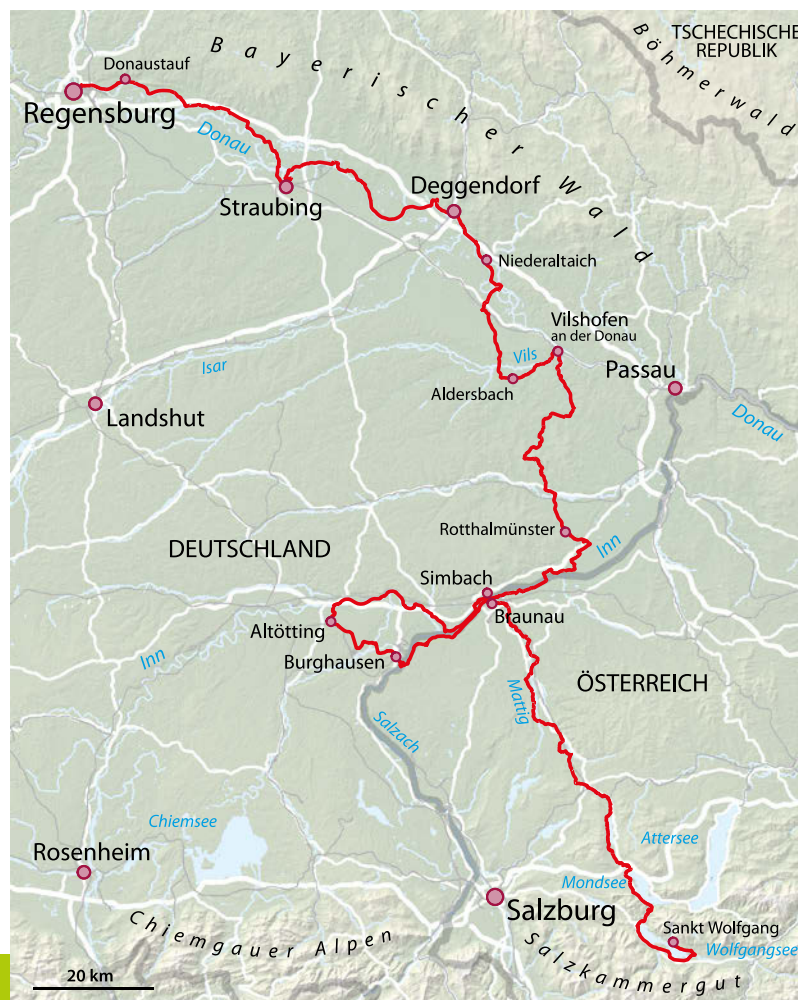 TSCHECHISCHE
REPUBLIK
Böhmerwald
Bayerischer Wald
Donaustauf
Regensburg
Donau
Straubing
Deggendorf
Niederaltaich
Vilshofen
an der Donau
Vils
Passau
Isar
Aldersbach
Landshut
Donau
Rotthalmünster
Inn
DEUTSCHLAND
Simbach
Braunau
Altötting
Inn
Burghausen
ÖSTERREICH
Mattig
Salzach
Chiemsee
Attersee
Rosenheim
Mondsee
Salzburg
Sankt Wolfgang
Wolfgangsee
Chiemgauer Alpen
Salzkammergut
20 km